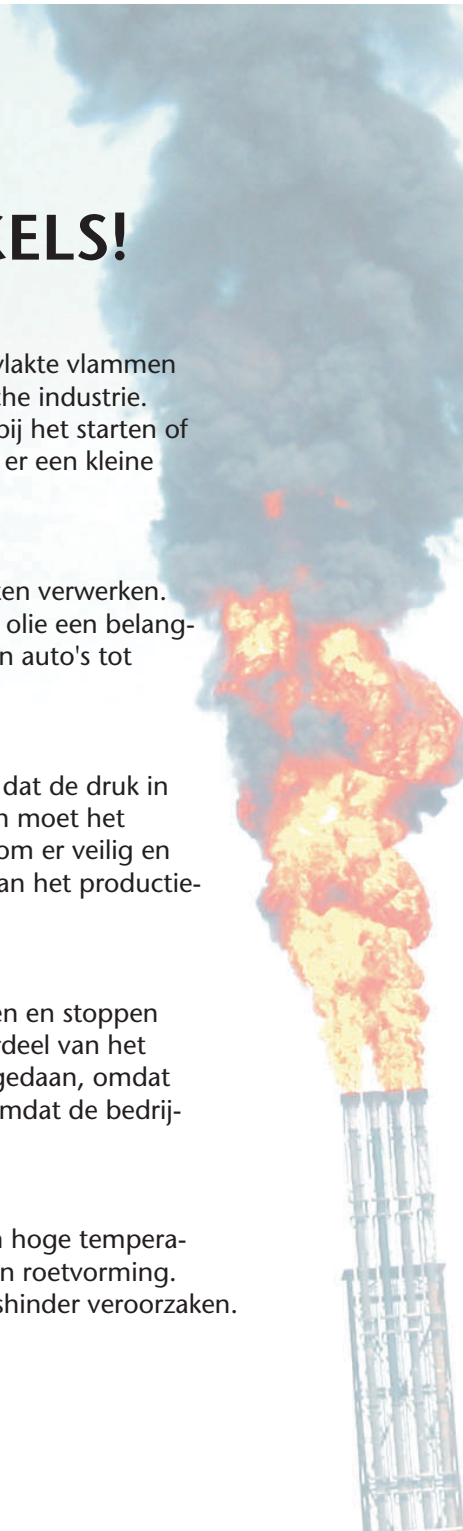 KELS!
vlakte vlammen
che industrie.
bij het starten of
er een kleine
ken verwerken.
olie een belang-
n auto's tot
dat de druk in
n moet het
om er veilig en
an het productie-
en en stoppen
rdeel van het
gedaan, omdat
mdat de bedrij-
n hoge tempera-
n roetvorming.
shinder veroorzaken.